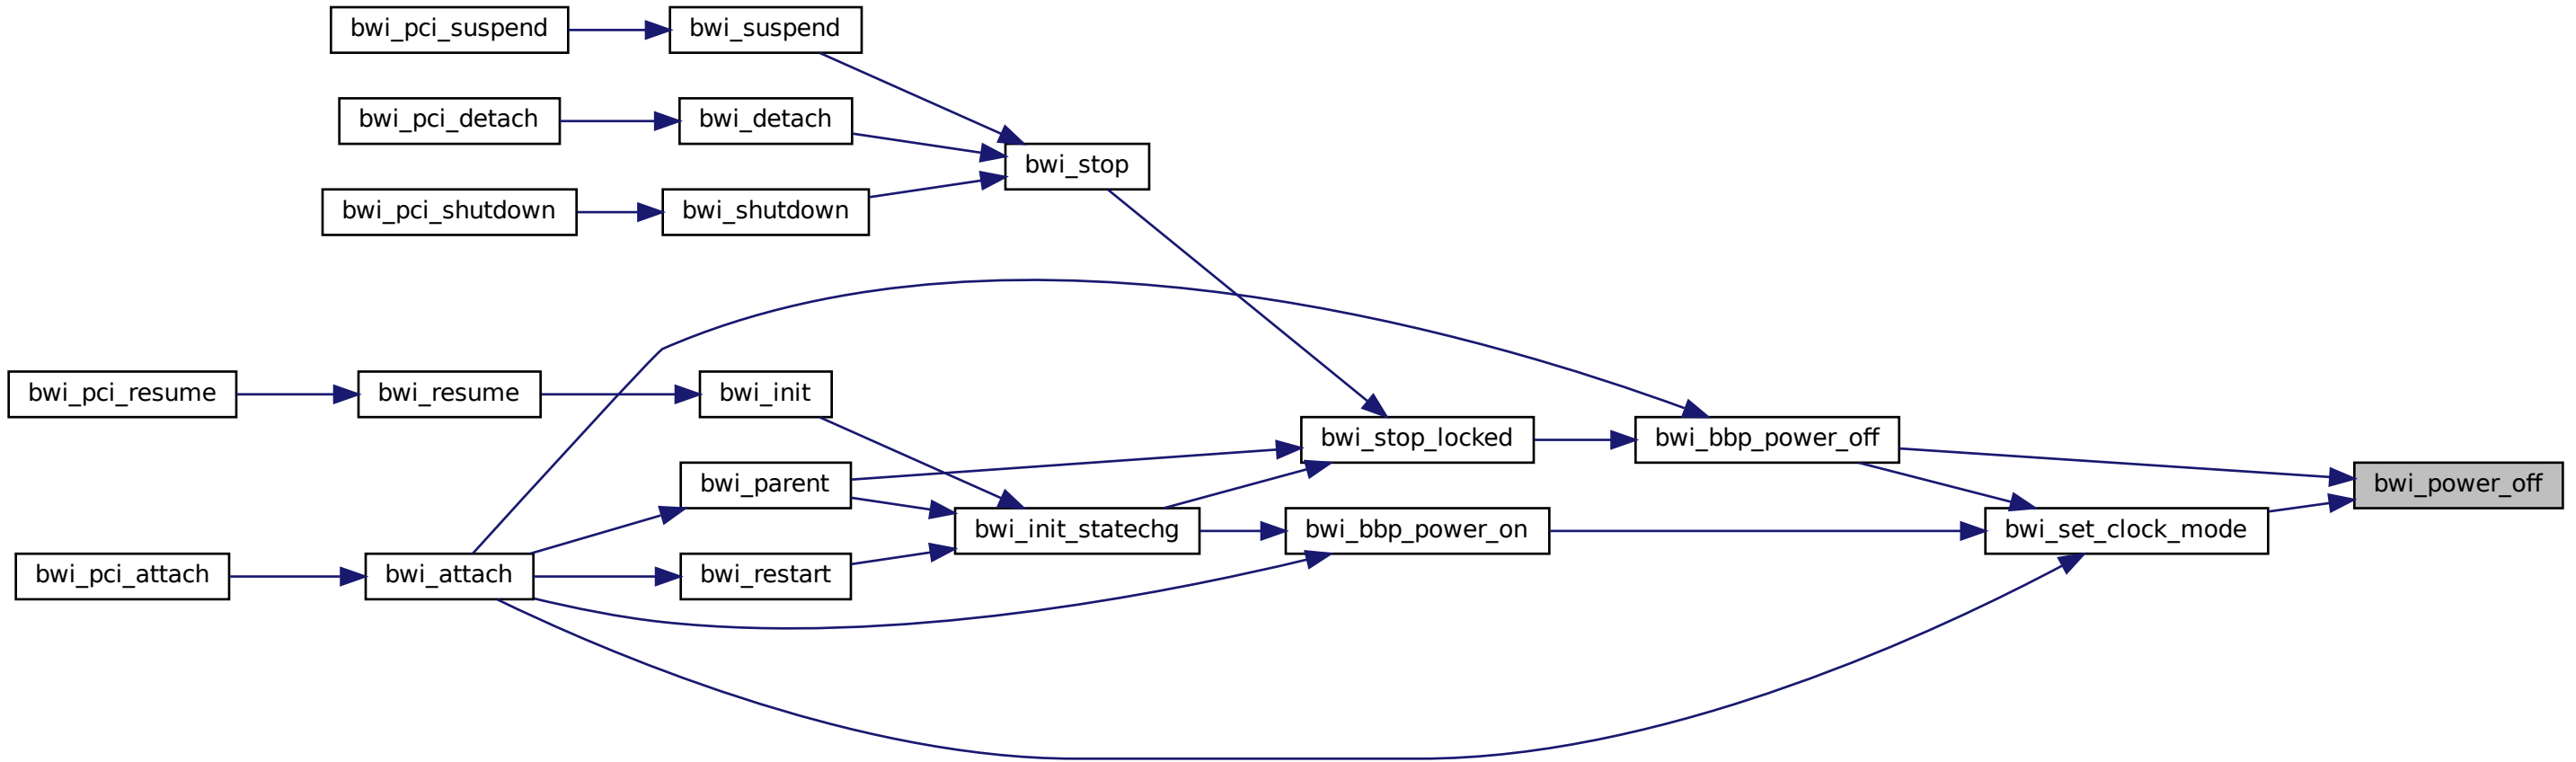 bwi_pci_suspend
bwi_suspend
bwi_pci_detach
bwi_detach
bwi_stop
bwi_pci_shutdown
bwi_shutdown
bwi_pci_resume
bwi_resume
bwi_init
bwi_stop_locked
bwi_bbp_power_off
bwi_parent
bwi_power_off
bwi_init_statechg
bwi_bbp_power_on
bwi_set_clock_mode
bwi_pci_attach
bwi_attach
bwi_restart